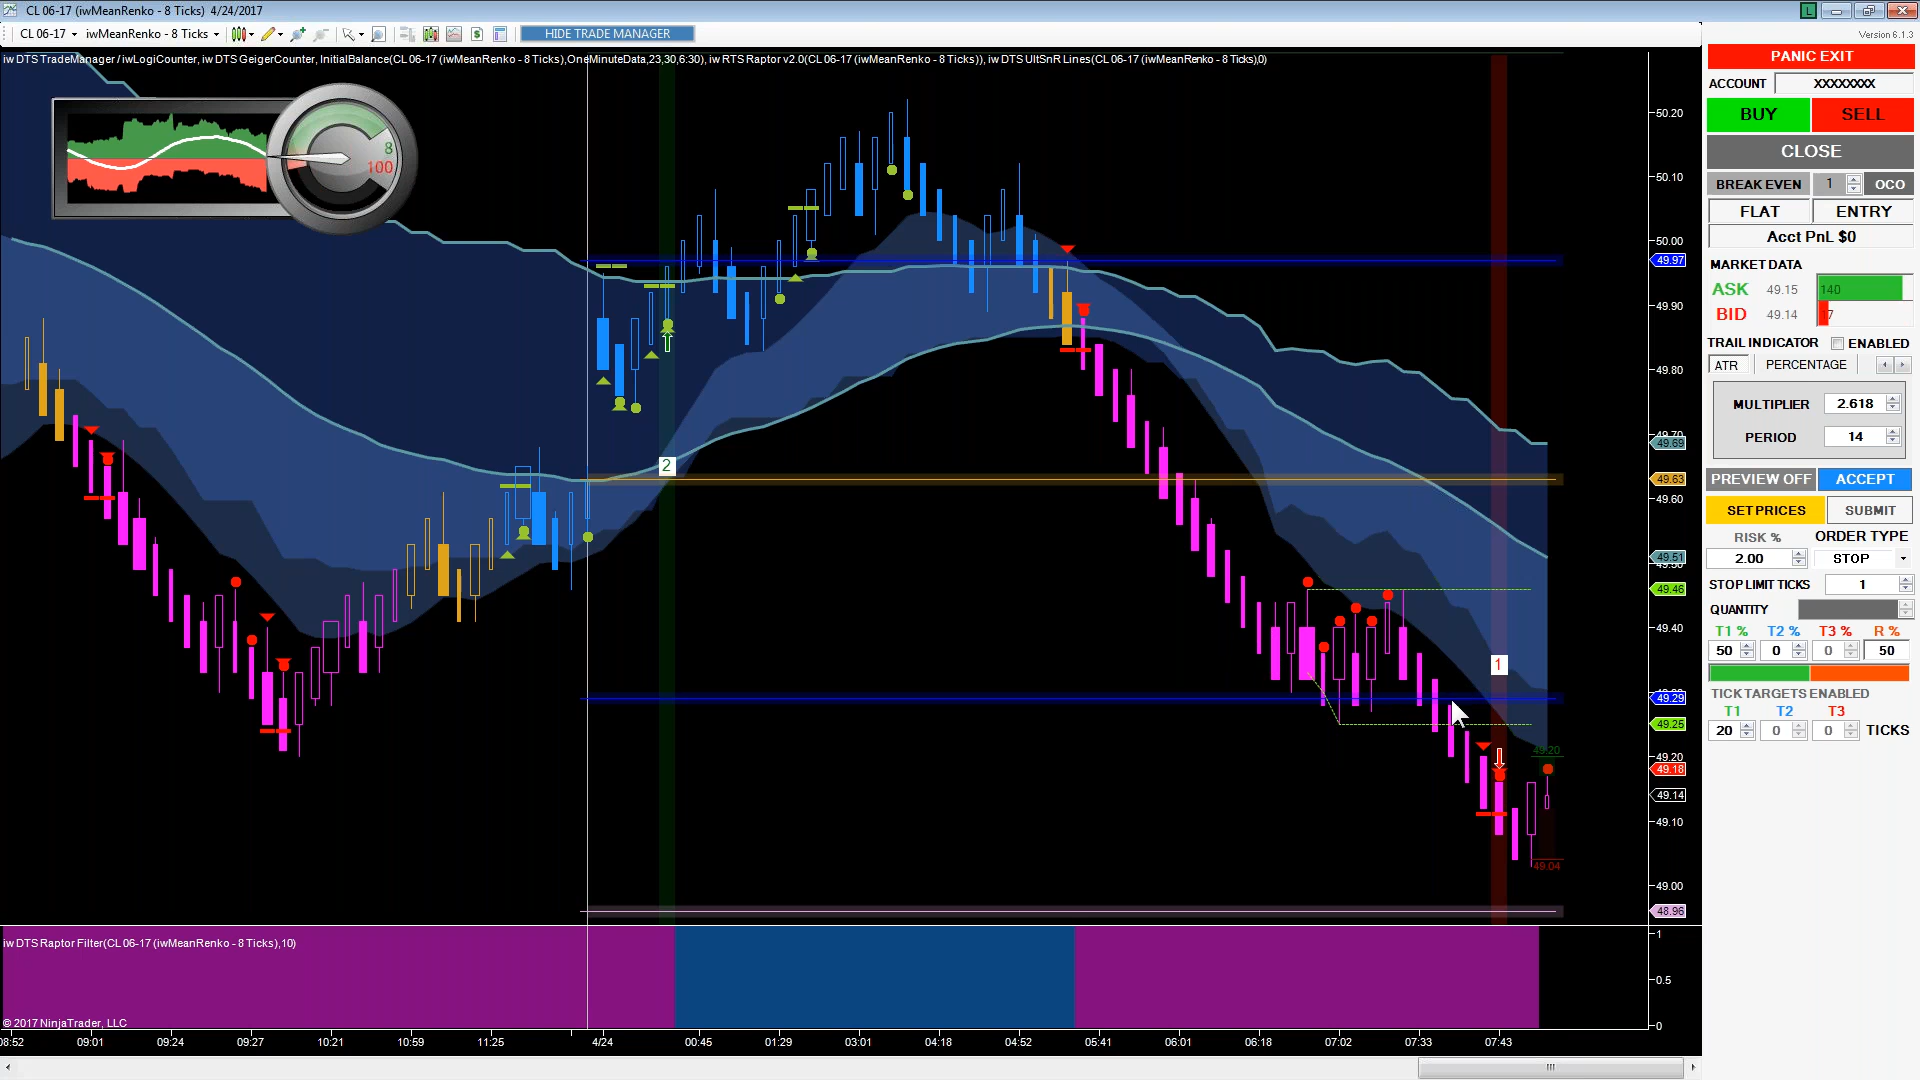 CL 06-17 (iwMeanRenko - 8 Ticks) 4/24/2017
L
CL 06-17 iwMeanRenko - 8 Ticks HIDE TRADE MANAGER
Version 6.1.3
iw DTS TradeManager / iwLogiCounter, iw DTS GeigerCounter, InitialBalance(CL 06-17 (iwMeanRenko - 8 Ticks),OneMinuteData,23,30,6:30), iw RTS Raptor v2.0(CL 06-17 (iwMeanRenko - 8 Ticks)), iw DTS UltSnR Lines(CL 06-17 (iwMeanRenko - 8 Ticks),0)
8
100
2
1
49.20
49.04
50.20
50.10
50.00
49.97
49.90
49.80
49.69
49.63
49.60
49.51
49.46
49.40
49.29
49.25
49.20
49.18
49.14
49.10
49.00
48.96
PANIC EXIT
ACCOUNT XXXXXXXX
BUY SELL
CLOSE
BREAK EVEN 1 OCO
FLAT ENTRY
Acct PnL $0
MARKET DATA
ASK 49.15 140
BID 49.14 17
TRAIL INDICATOR ENABLED
ATR PERCENTAGE
MULTIPLIER 2.618
PERIOD 14
PREVIEW OFF ACCEPT
SET PRICES SUBMIT
RISK % ORDER TYPE
2.00 STOP
STOP LIMIT TICKS 1
QUANTITY
T1 % T2 % T3 % R %
50 0 0 50
TICK TARGETS ENABLED
T1 T2 T3
20 0 0 TICKS
iw DTS Raptor Filter(CL 06-17 (iwMeanRenko - 8 Ticks),10)
1
0.5
0
© 2017 NinjaTrader, LLC
08:52 09:01 09:24 09:27 10:21 10:59 11:25 4/24 00:45 01:29 03:01 04:18 04:52 05:41 06:01 06:18 07:02 07:33 07:43